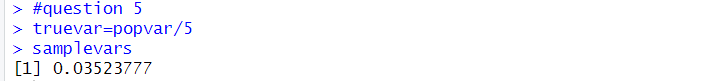 > #question 5
> truevar=popvar/5
> samplevars
[1] 0.03523777